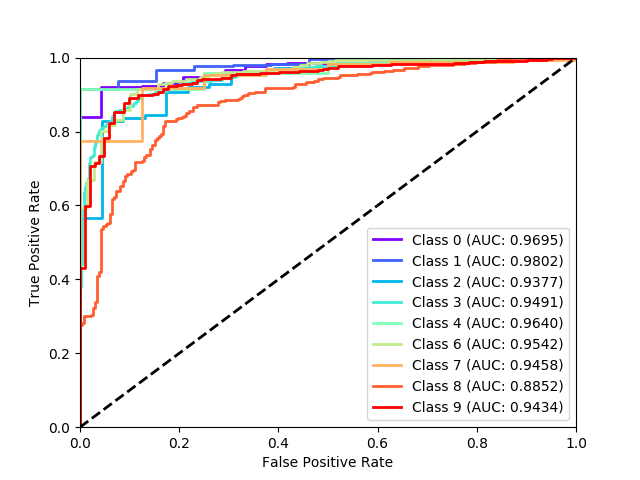 1.0
0.8
0.6
0.4
0.2
0.0
True Positive Rate
0.0 0.2 0.4 0.6 0.8 1.0
False Positive Rate
Class 0 (AUC: 0.9695)
Class 1 (AUC: 0.9802)
Class 2 (AUC: 0.9377)
Class 3 (AUC: 0.9491)
Class 4 (AUC: 0.9640)
Class 6 (AUC: 0.9542)
Class 7 (AUC: 0.9458)
Class 8 (AUC: 0.8852)
Class 9 (AUC: 0.9434)